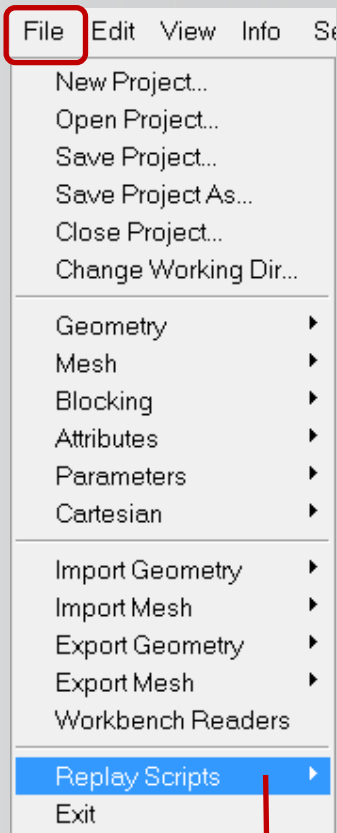 File Edit View Info
New Project...
Open Project...
Save Project...
Save Project As...
Close Project...
Change Working Dir...
Geometry
Mesh
Blocking
Attributes
Parameters
Cartesian
Import Geometry
Import Mesh
Export Geometry
Export Mesh
Workbench Readers
Replay Scripts
Exit